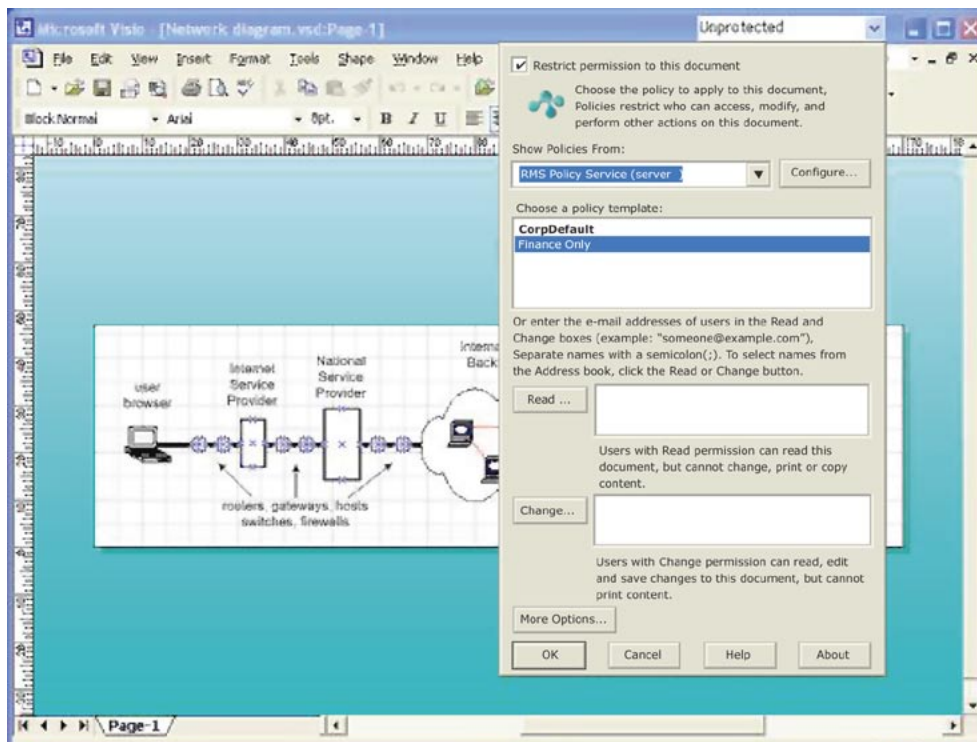 Microsoft Visio - [Network diagram.vsd:Page-1]
Unprotected
File Edit View Insert Format Tools Shape Window Help
Block Normal
Arial
8pt.
B I U
Restrict permission to this document
Choose the policy to apply to this document,
Policies restrict who can access, modify, and
perform other actions on this document.
Show Policies From:
RMS Policy Service (server )
Configure...
Choose a policy template:
CorpDefault
Finance Only
Or enter the e-mail addresses of users in the Read and
Change boxes (example: "someone@example.com"),
Separate names with a semicolon(;). To select names from
the Address book, click the Read or Change button.
Read ...
Users with Read permission can read this
document, but cannot change, print or copy
content.
Change...
Users with Change permission can read, edit
and save changes to this document, but cannot
print content.
More Options...
OK
Cancel
Help
About
user
browser
Internet
Service
Provider
National
Service
Provider
Back
routers, gateways, hosts
switches, firewalls
Page-1